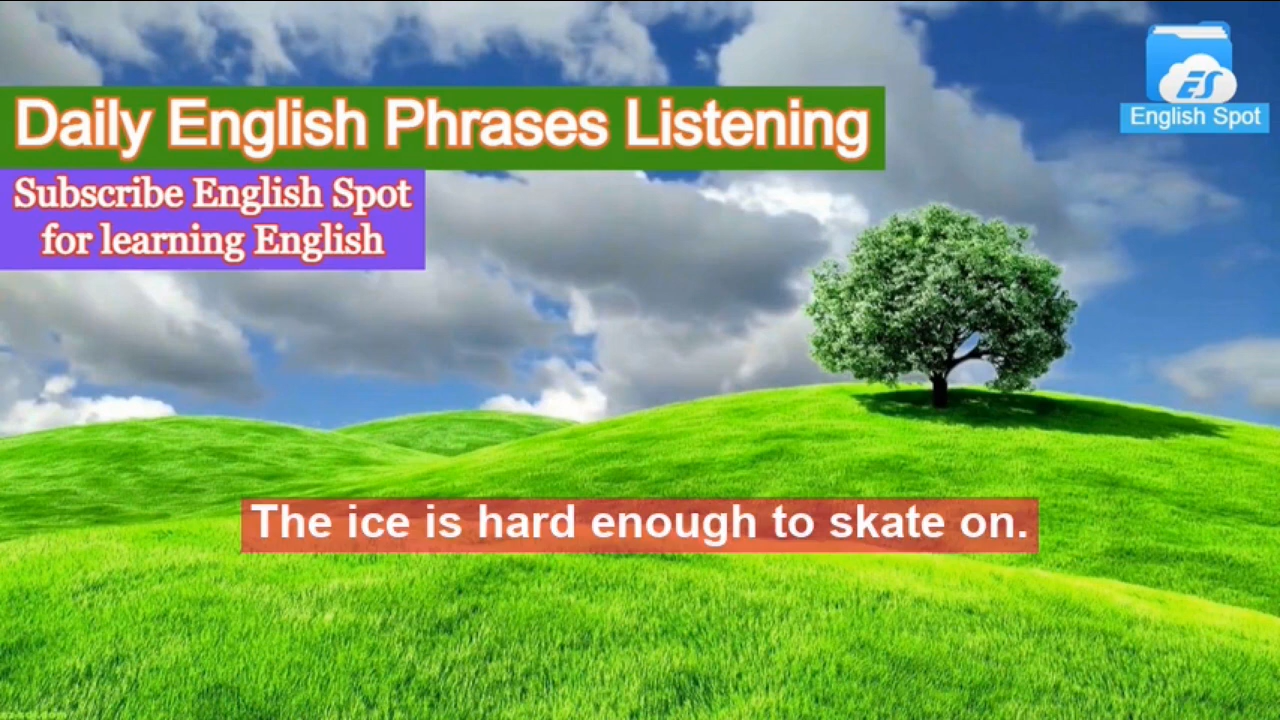 Daily English Phrases Listening
Subscribe English Spot
for learning English
ES
English Spot
The ice is hard enough to skate on.